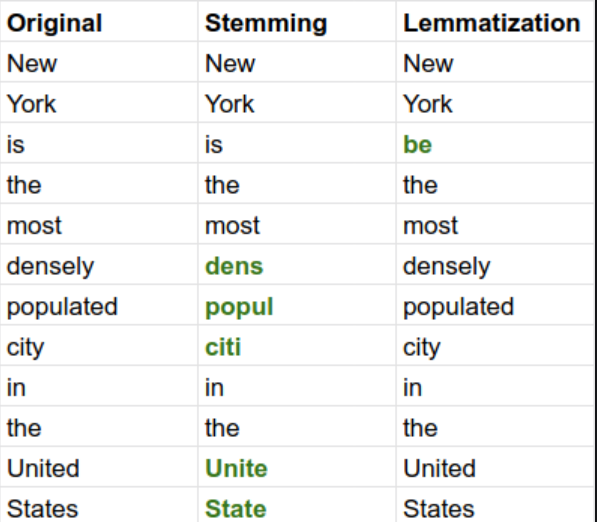 Original Stemming Lemmatization
New New New
York York York
is is be
the the the
most most most
densely dens densely
populated popul populated
city citi city
in in in
the the the
United Unite United
States State States